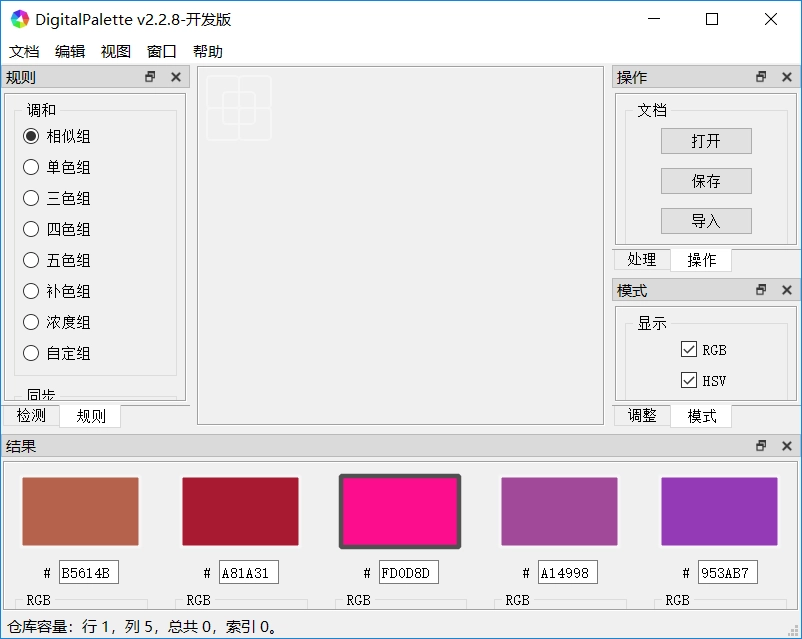 DigitalPalette v2.2.8-开发版
文档 编辑 视图 窗口 帮助
规则
调和
相似组
单色组
三色组
四色组
五色组
补色组
浓度组
自定组
同步
检测 规则
操作
文档
打开
保存
导入
处理 操作
模式
显示
RGB
HSV
调整 模式
结果
# B5614B # A81A31 # FD0D8D # A14998 # 953AB7
RGB RGB RGB RGB RGB
仓库容量：行 1，列 5，总共 0，索引 0。